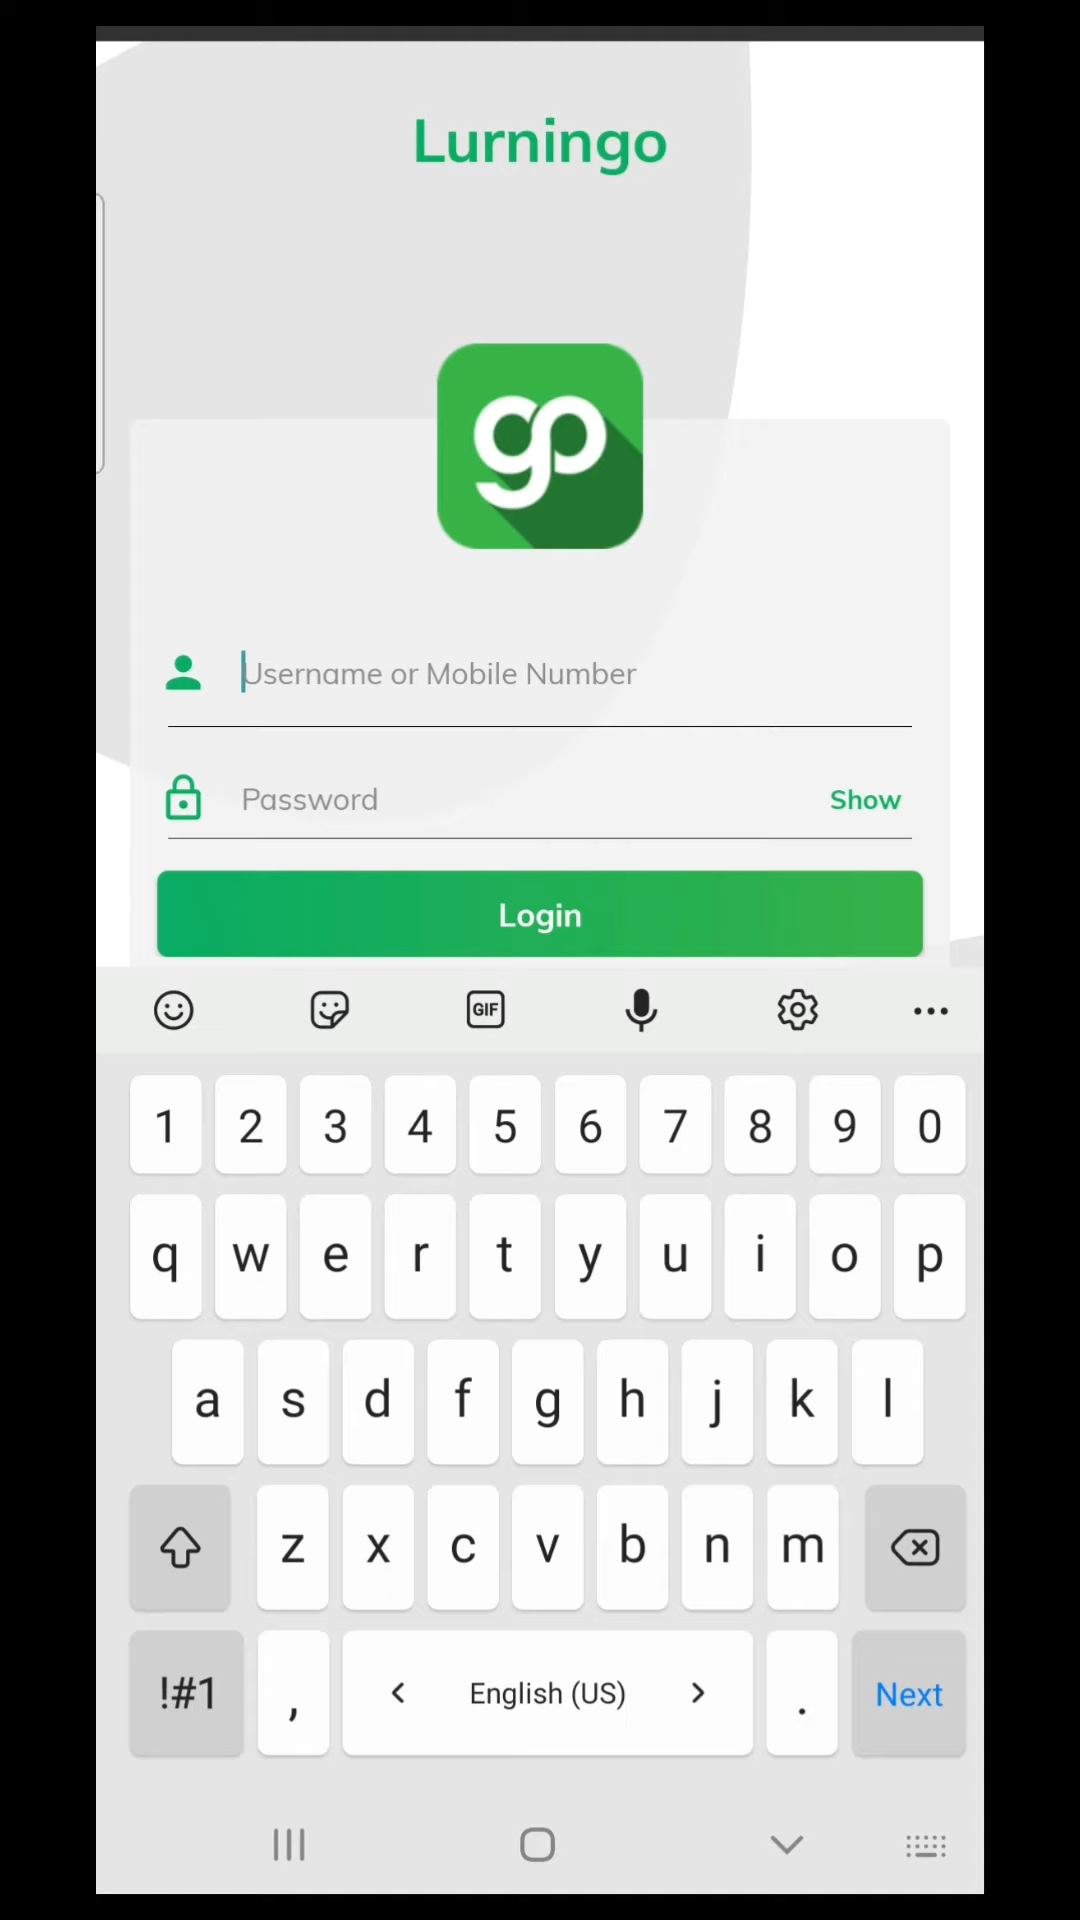 Lurningo
go
Username or Mobile Number
Password Show
Login
GIF
1 2 3 4 5 6 7 8 9 0
q w e r t y u i o p
a s d f g h j k l
z x c v b n m
!#1 , < English (US) > . Next